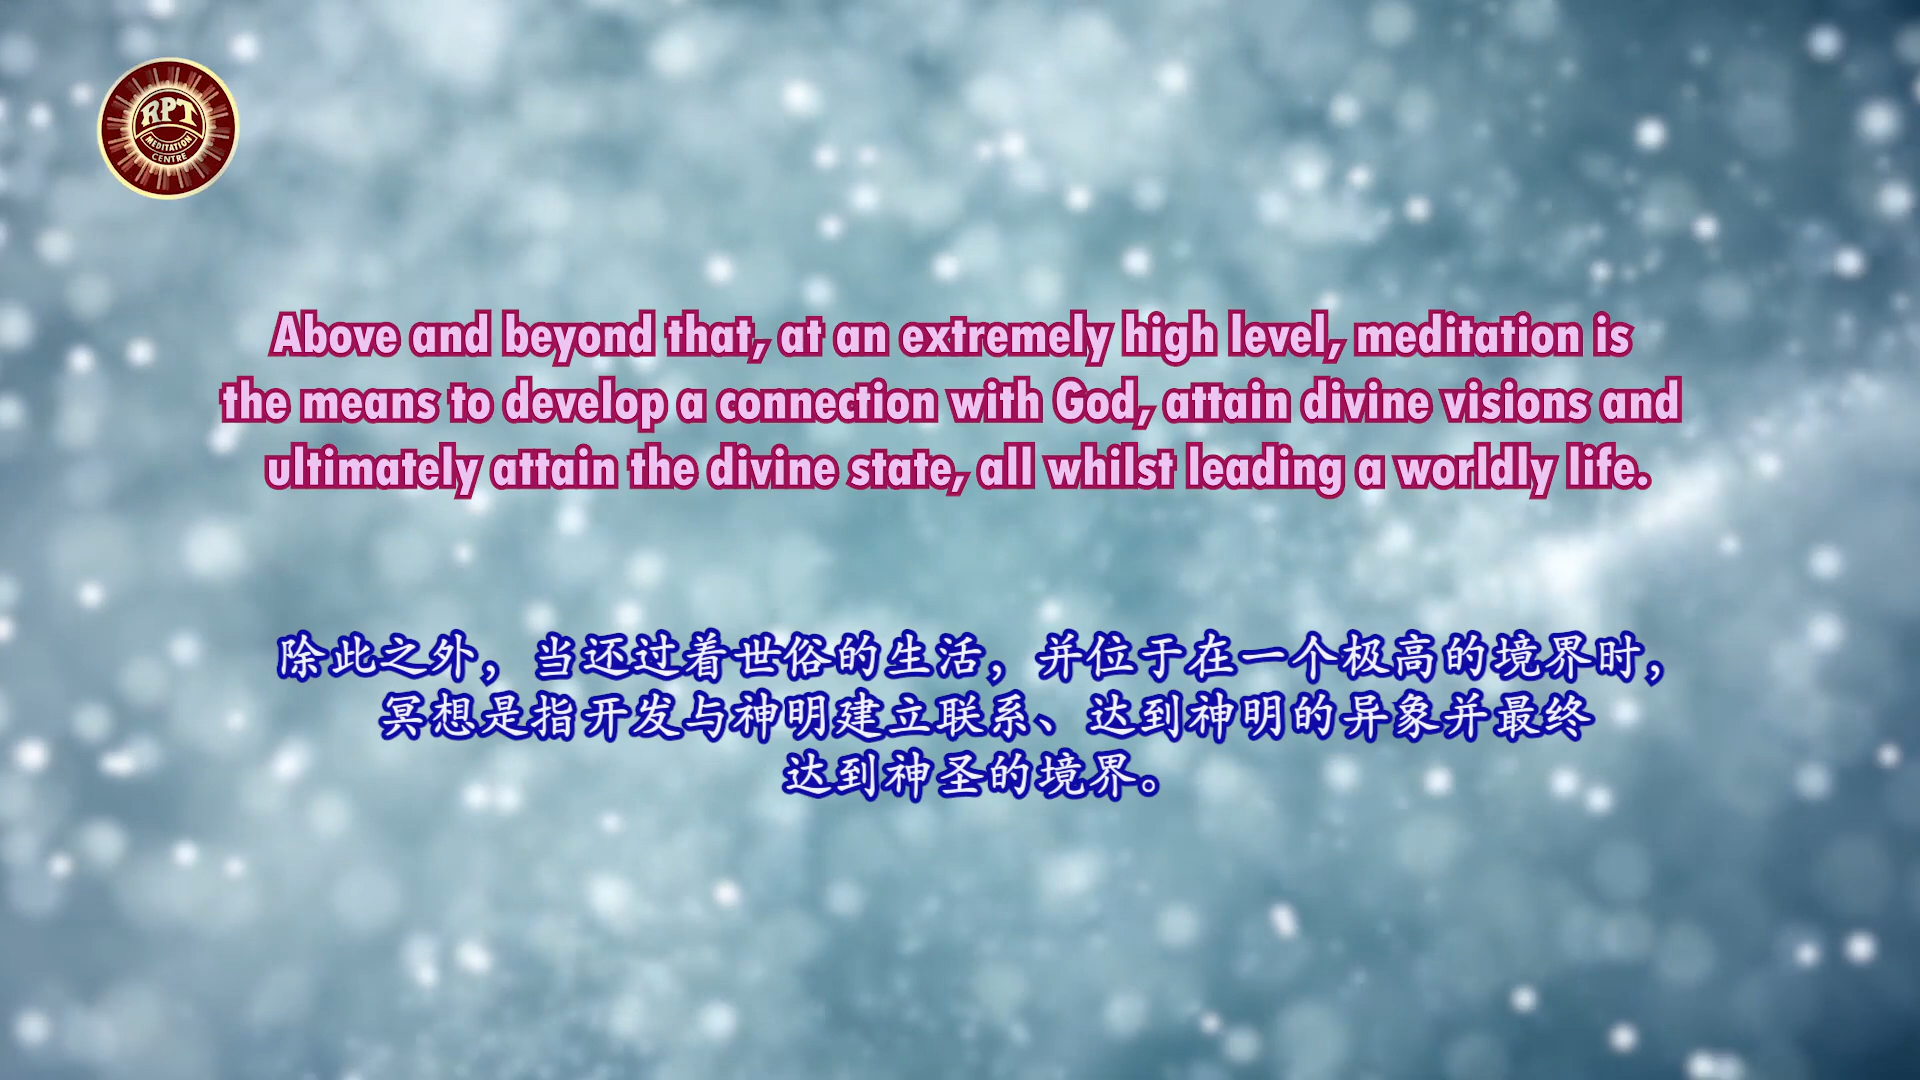 RPT
MEDITATION
CENTRE
Above and beyond that, at an extremely high level, meditation is
the means to develop a connection with God, attain divine visions and
ultimately attain the divine state, all whilst leading a worldly life.
除此之外，当还过着世俗的生活，并位于在一个极高的境界时，
冥想是指开发与神明建立联系、达到神明的异象并最终
达到神圣的境界。